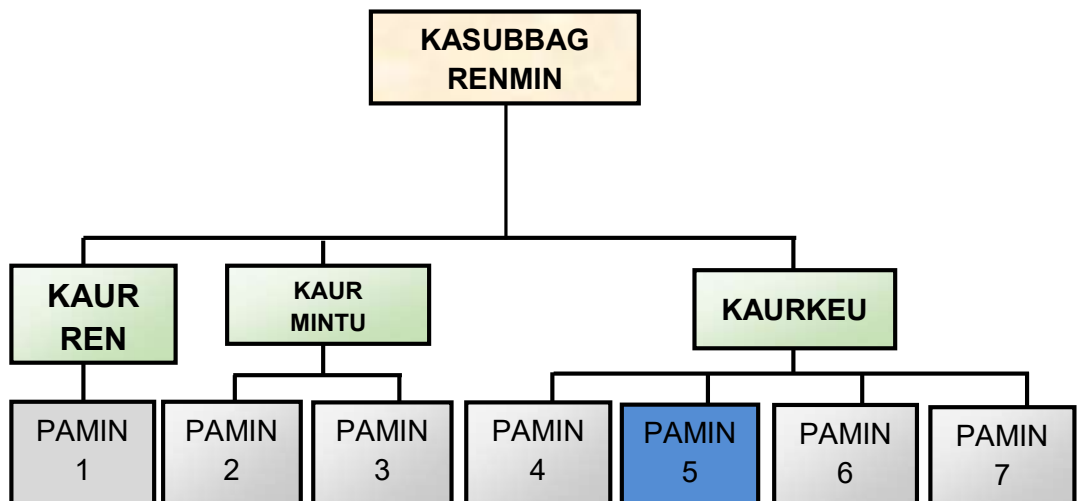 KASUBBAG
RENMIN
KAUR
REN
KAUR
MINTU
KAURKEU
PAMIN
1
PAMIN
2
PAMIN
3
PAMIN
4
PAMIN
5
PAMIN
6
PAMIN
7